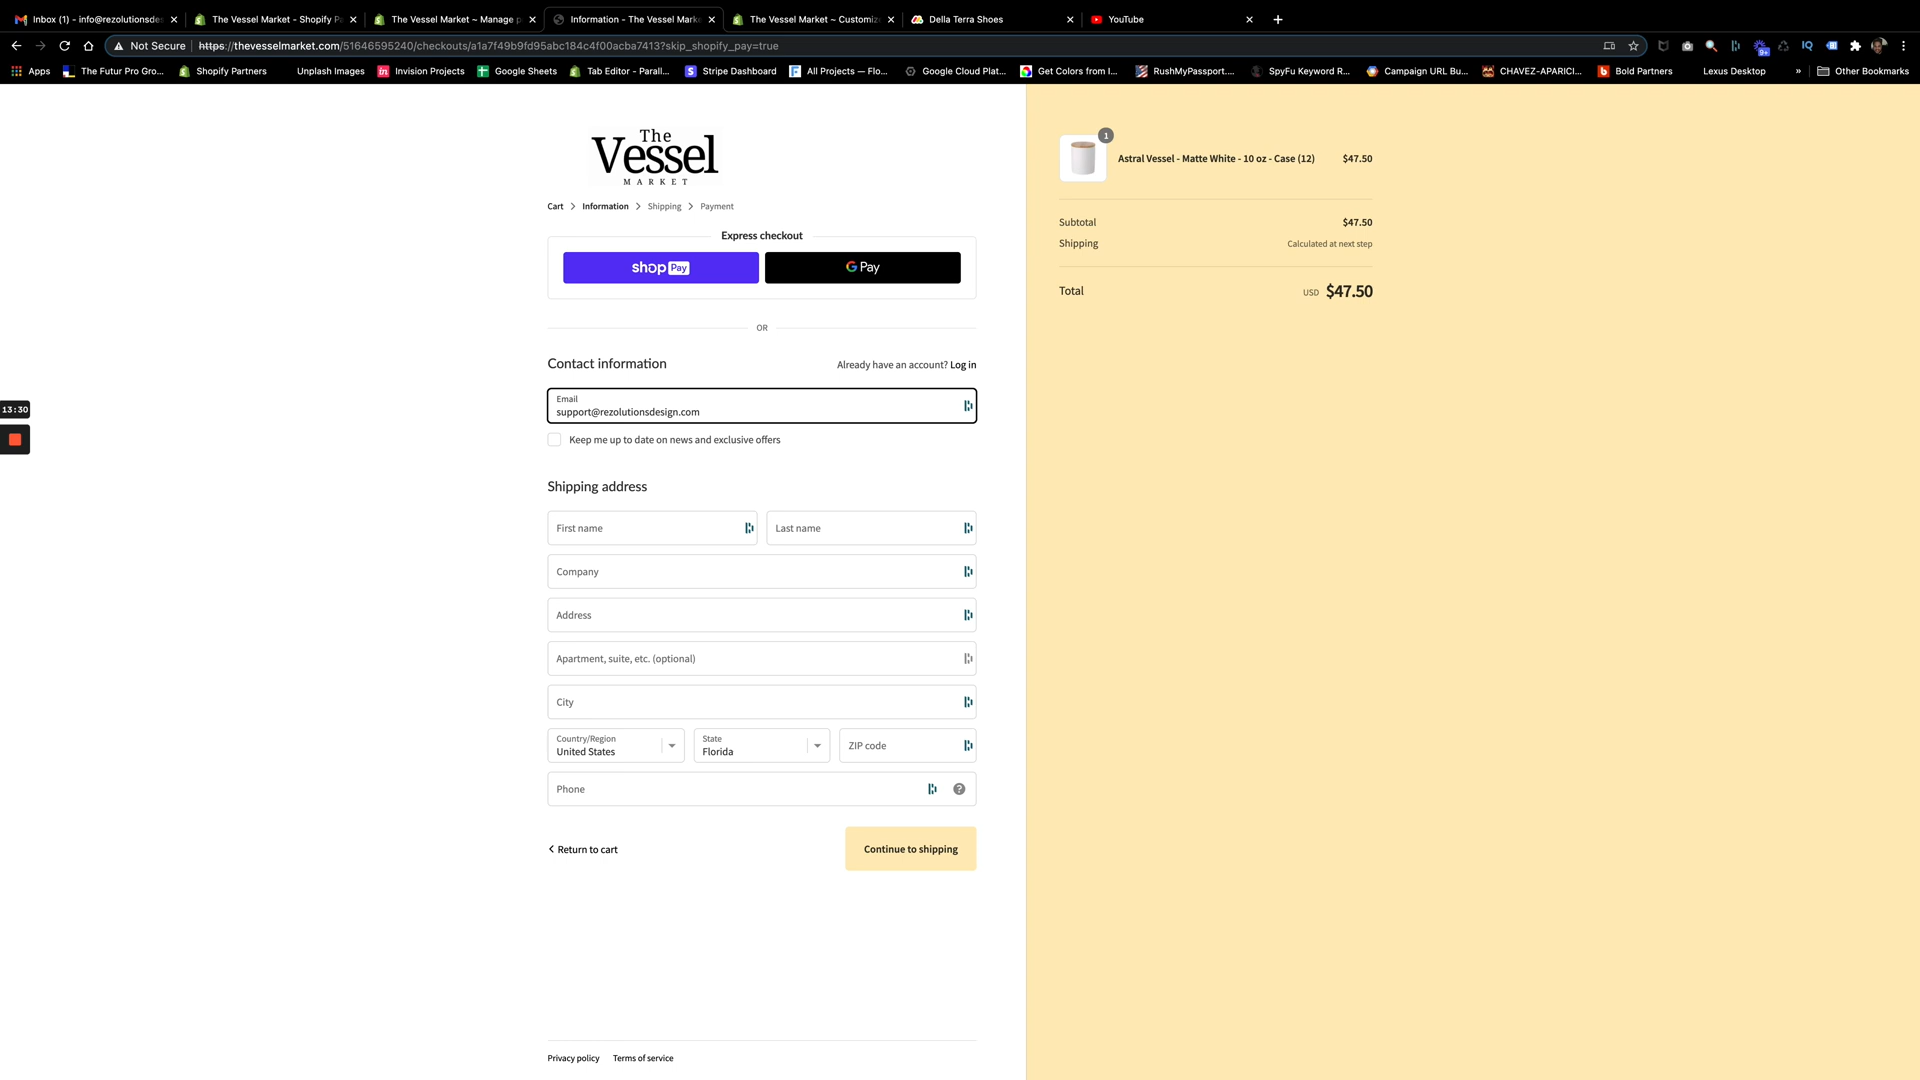 Inbox (1) - info@rezolutionsdes
The Vessel Market - Shopify Pa
The Vessel Market ~ Manage p
Information - The Vessel Marke
The Vessel Market ~ Customize
Della Terra Shoes
YouTube
Not Secure
https://thevesselmarket.com/51646595240/checkouts/a1a7f49b9fd95abc184c4f00acba7413?skip_shopify_pay=true
Apps
The Futur Pro Gro...
Shopify Partners
Unplash Images
Invision Projects
Google Sheets
Tab Editor - Parall...
Stripe Dashboard
All Projects — Flo...
Google Cloud Plat...
Get Colors from I...
RushMyPassport....
SpyFu Keyword R...
Campaign URL Bu...
CHAVEZ-APARICI...
Bold Partners
Lexus Desktop
»
Other Bookmarks
The
Vessel
MARKET
Cart > Information > Shipping > Payment
Express checkout
shop Pay
G Pay
OR
Contact information
Already have an account? Log in
Email
support@rezolutionsdesign.com
Keep me up to date on news and exclusive offers
Shipping address
First name
Last name
Company
Address
Apartment, suite, etc. (optional)
City
Country/Region
United States
State
Florida
ZIP code
Phone
?
Return to cart
Continue to shipping
Privacy policy
Terms of service
1
Astral Vessel - Matte White - 10 oz - Case (12)
$47.50
Subtotal
$47.50
Shipping
Calculated at next step
Total
USD $47.50
13:30
9+
IQ